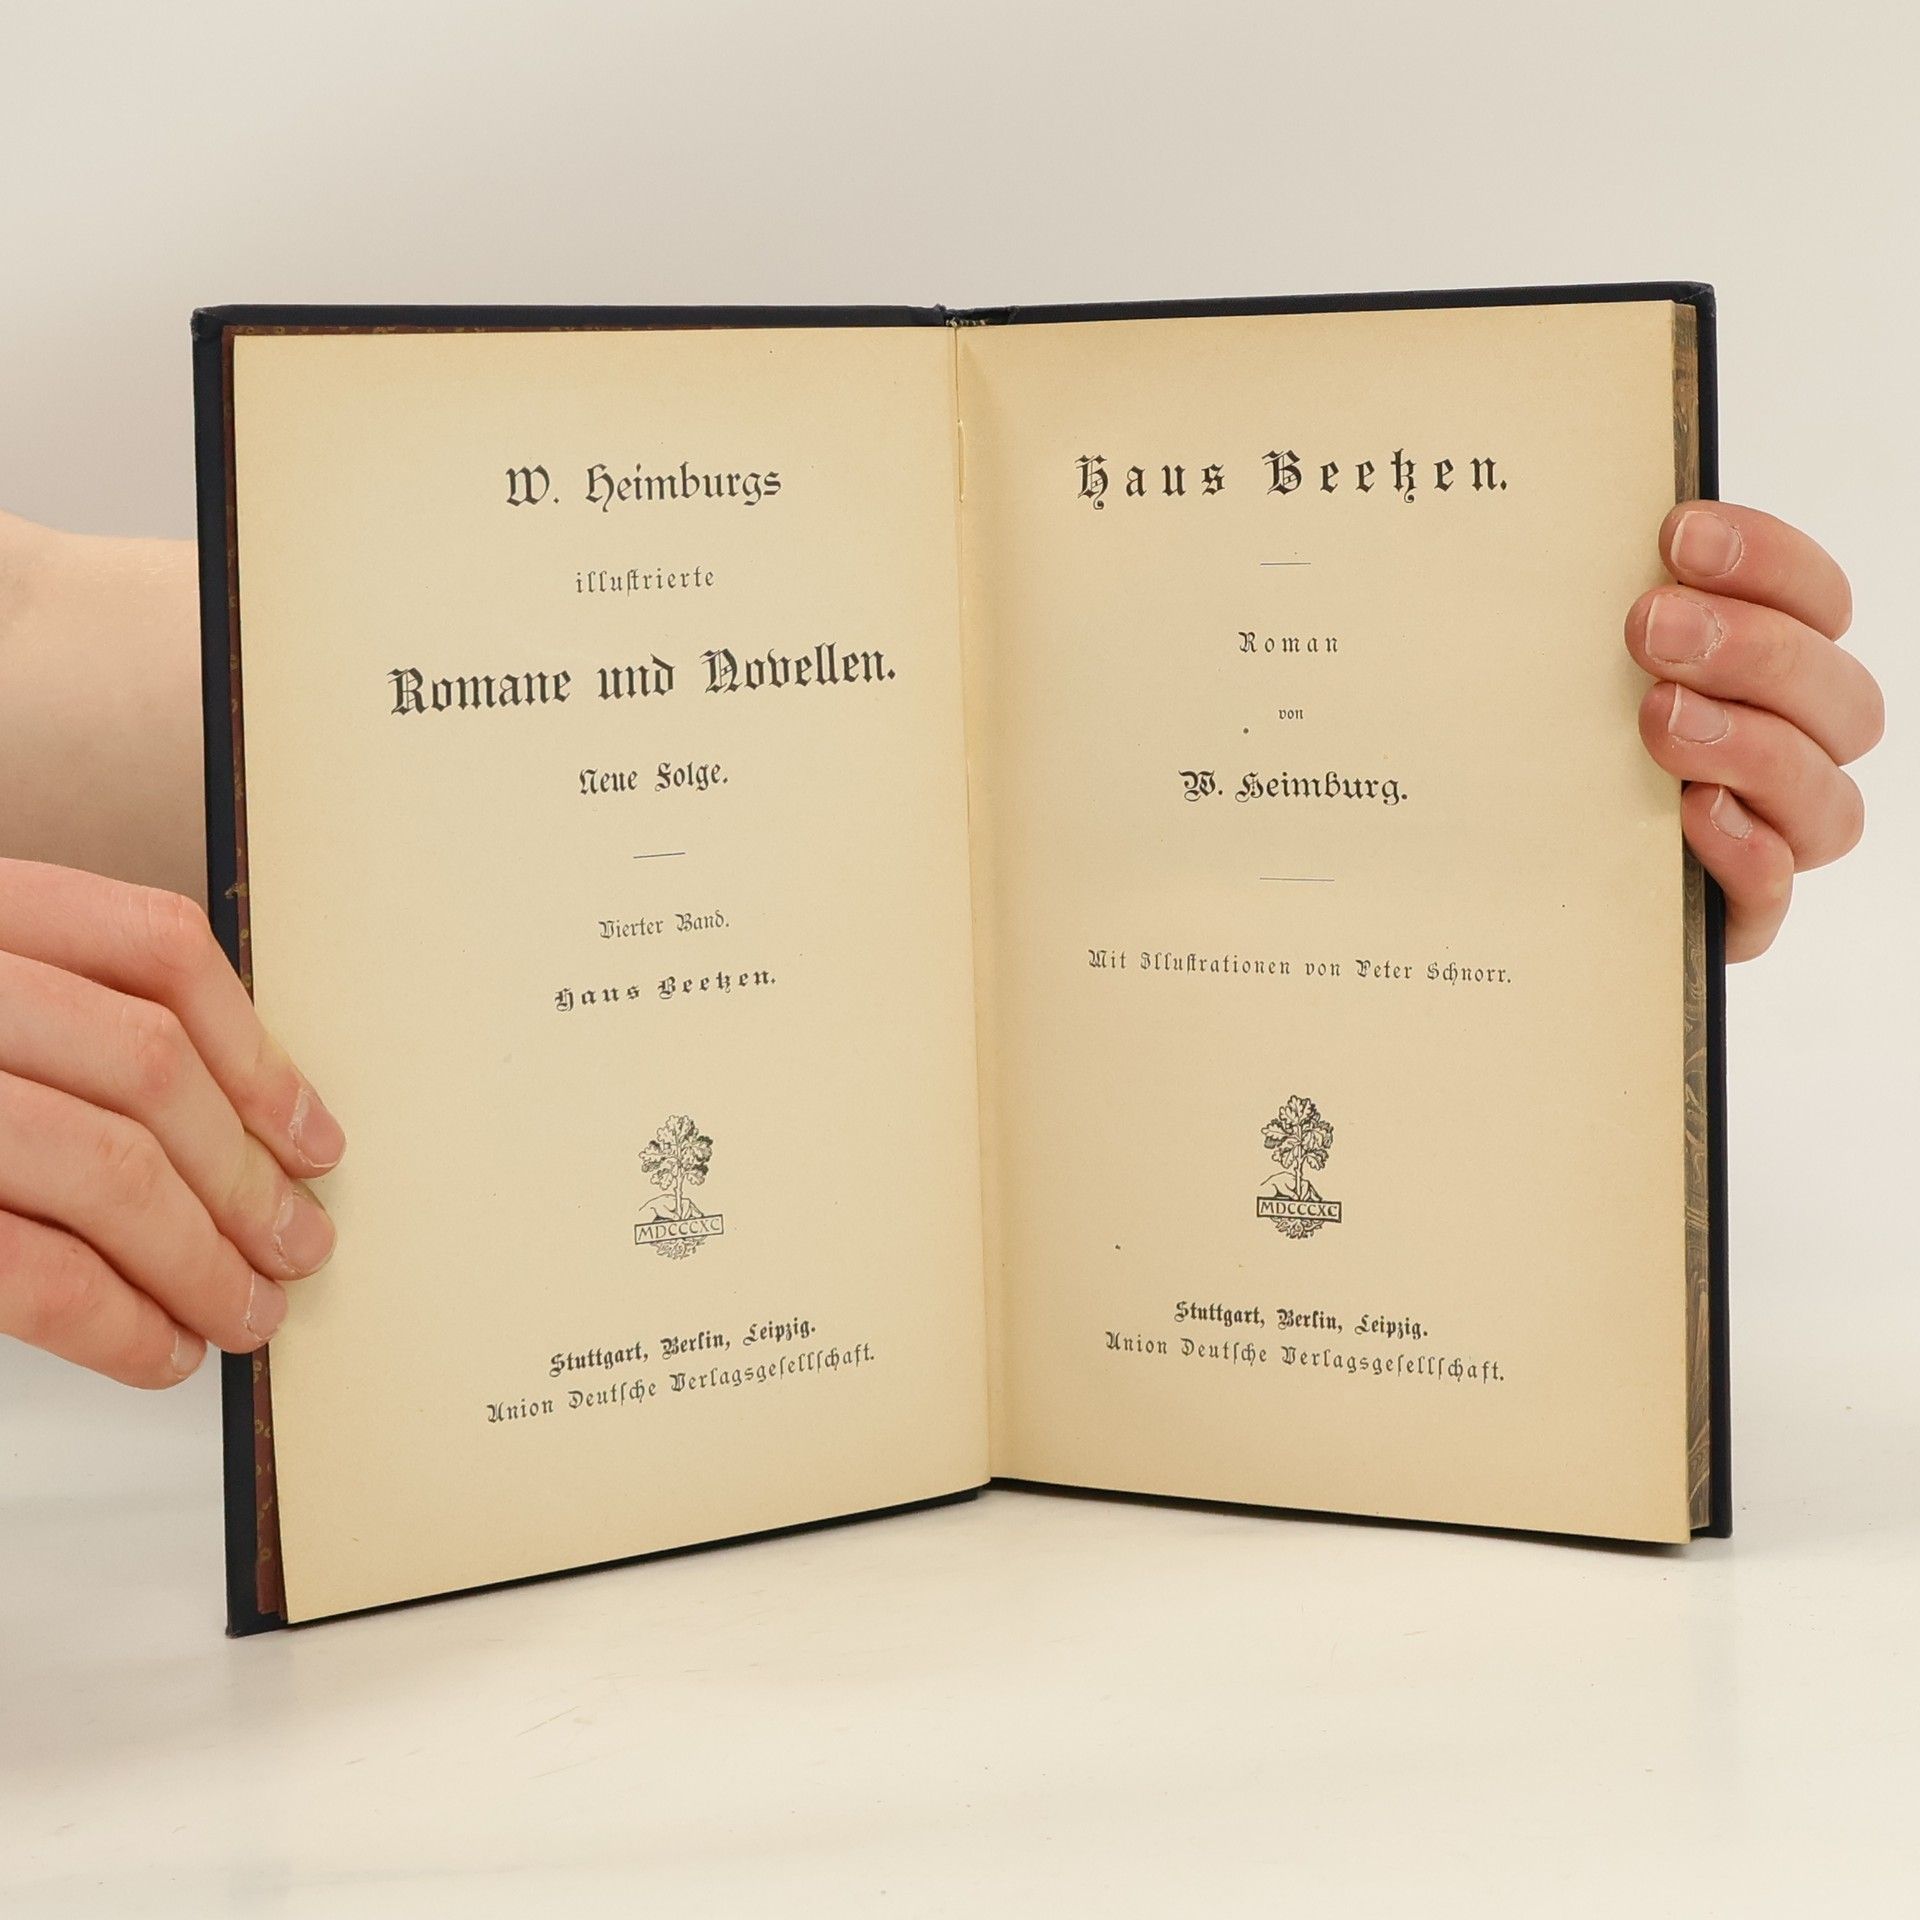 W. Heimburgs
illustrierte
Romane und Novellen.
Neue Folge.
Vierter Band.
Haus Beetzen.
MDCCCXC
Stuttgart, Berlin, Leipzig.
Union Deutsche Verlagsgesellschaft.
Haus Beetzen.
Roman
von
W. Heimburg.
Mit Illustrationen von Peter Schnorr.
MDCCCXC
Stuttgart, Berlin, Leipzig.
Union Deutsche Verlagsgesellschaft.